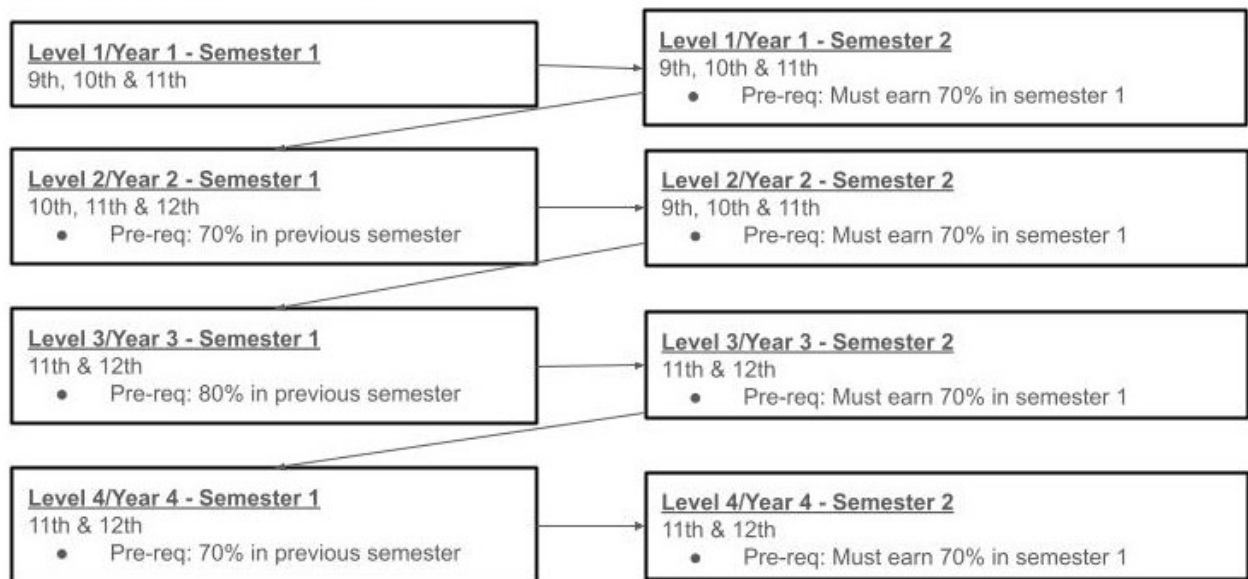 Level 1/Year 1 - Semester 1
9th, 10th & 11th
Level 1/Year 1 - Semester 2
9th, 10th & 11th
● Pre-req: Must earn 70% in semester 1
Level 2/Year 2 - Semester 1
10th, 11th & 12th
● Pre-req: 70% in previous semester
Level 2/Year 2 - Semester 2
9th, 10th & 11th
● Pre-req: Must earn 70% in semester 1
Level 3/Year 3 - Semester 1
11th & 12th
● Pre-req: 80% in previous semester
Level 3/Year 3 - Semester 2
11th & 12th
● Pre-req: Must earn 70% in semester 1
Level 4/Year 4 - Semester 1
11th & 12th
● Pre-req: 70% in previous semester
Level 4/Year 4 - Semester 2
11th & 12th
● Pre-req: Must earn 70% in semester 1